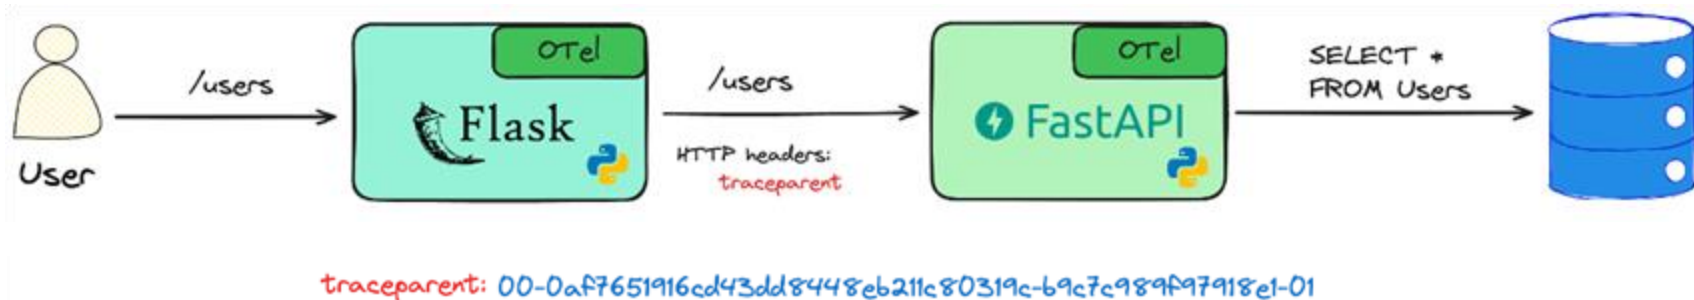 User
/users
OTel
Flask
/users
HTTP headers:
traceparent
OTel
FastAPI
SELECT *
FROM Users
traceparent: 00-0af7651916cd43dd8448eb211c80319c-b9c7c989f97918e1-01